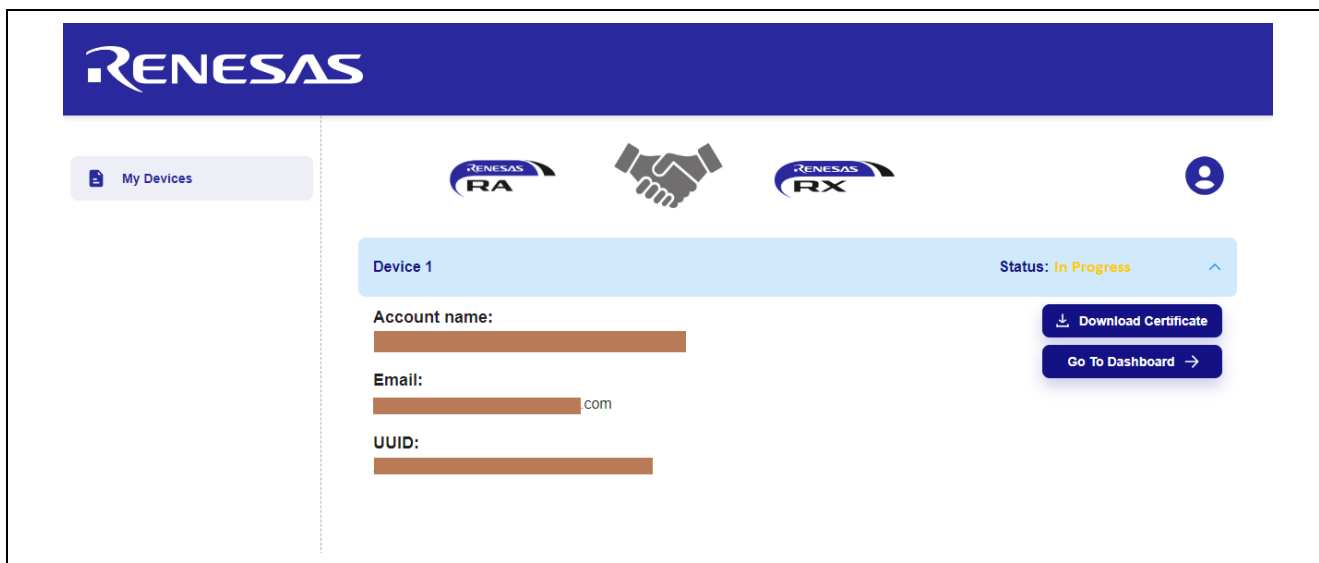 RENESAS
My Devices
RENESAS
RA
RENESAS
RX
Device 1
Status: In Progress
Account name:
Download Certificate
Go To Dashboard
Email:
.com
UUID: